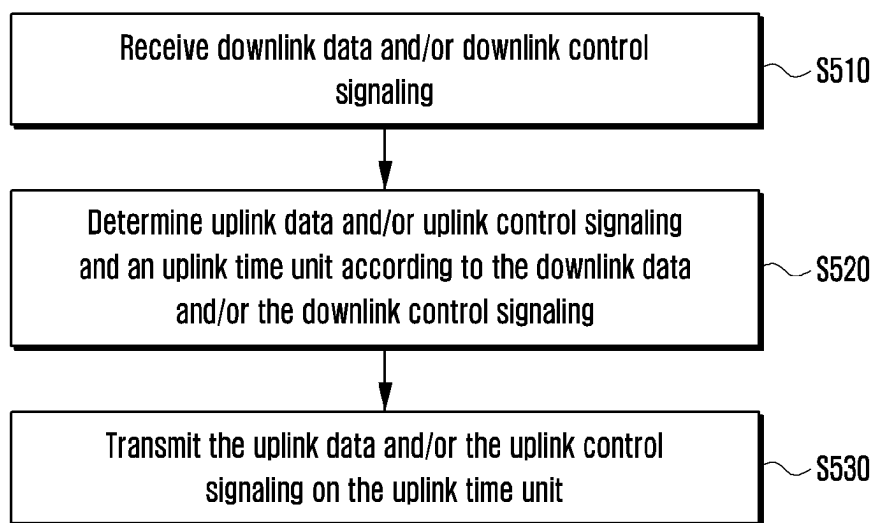 Receive downlink data and/or downlink control
signaling
S510
Determine uplink data and/or uplink control signaling
and an uplink time unit according to the downlink data
and/or the downlink control signaling
S520
Transmit the uplink data and/or the uplink control
signaling on the uplink time unit
S530